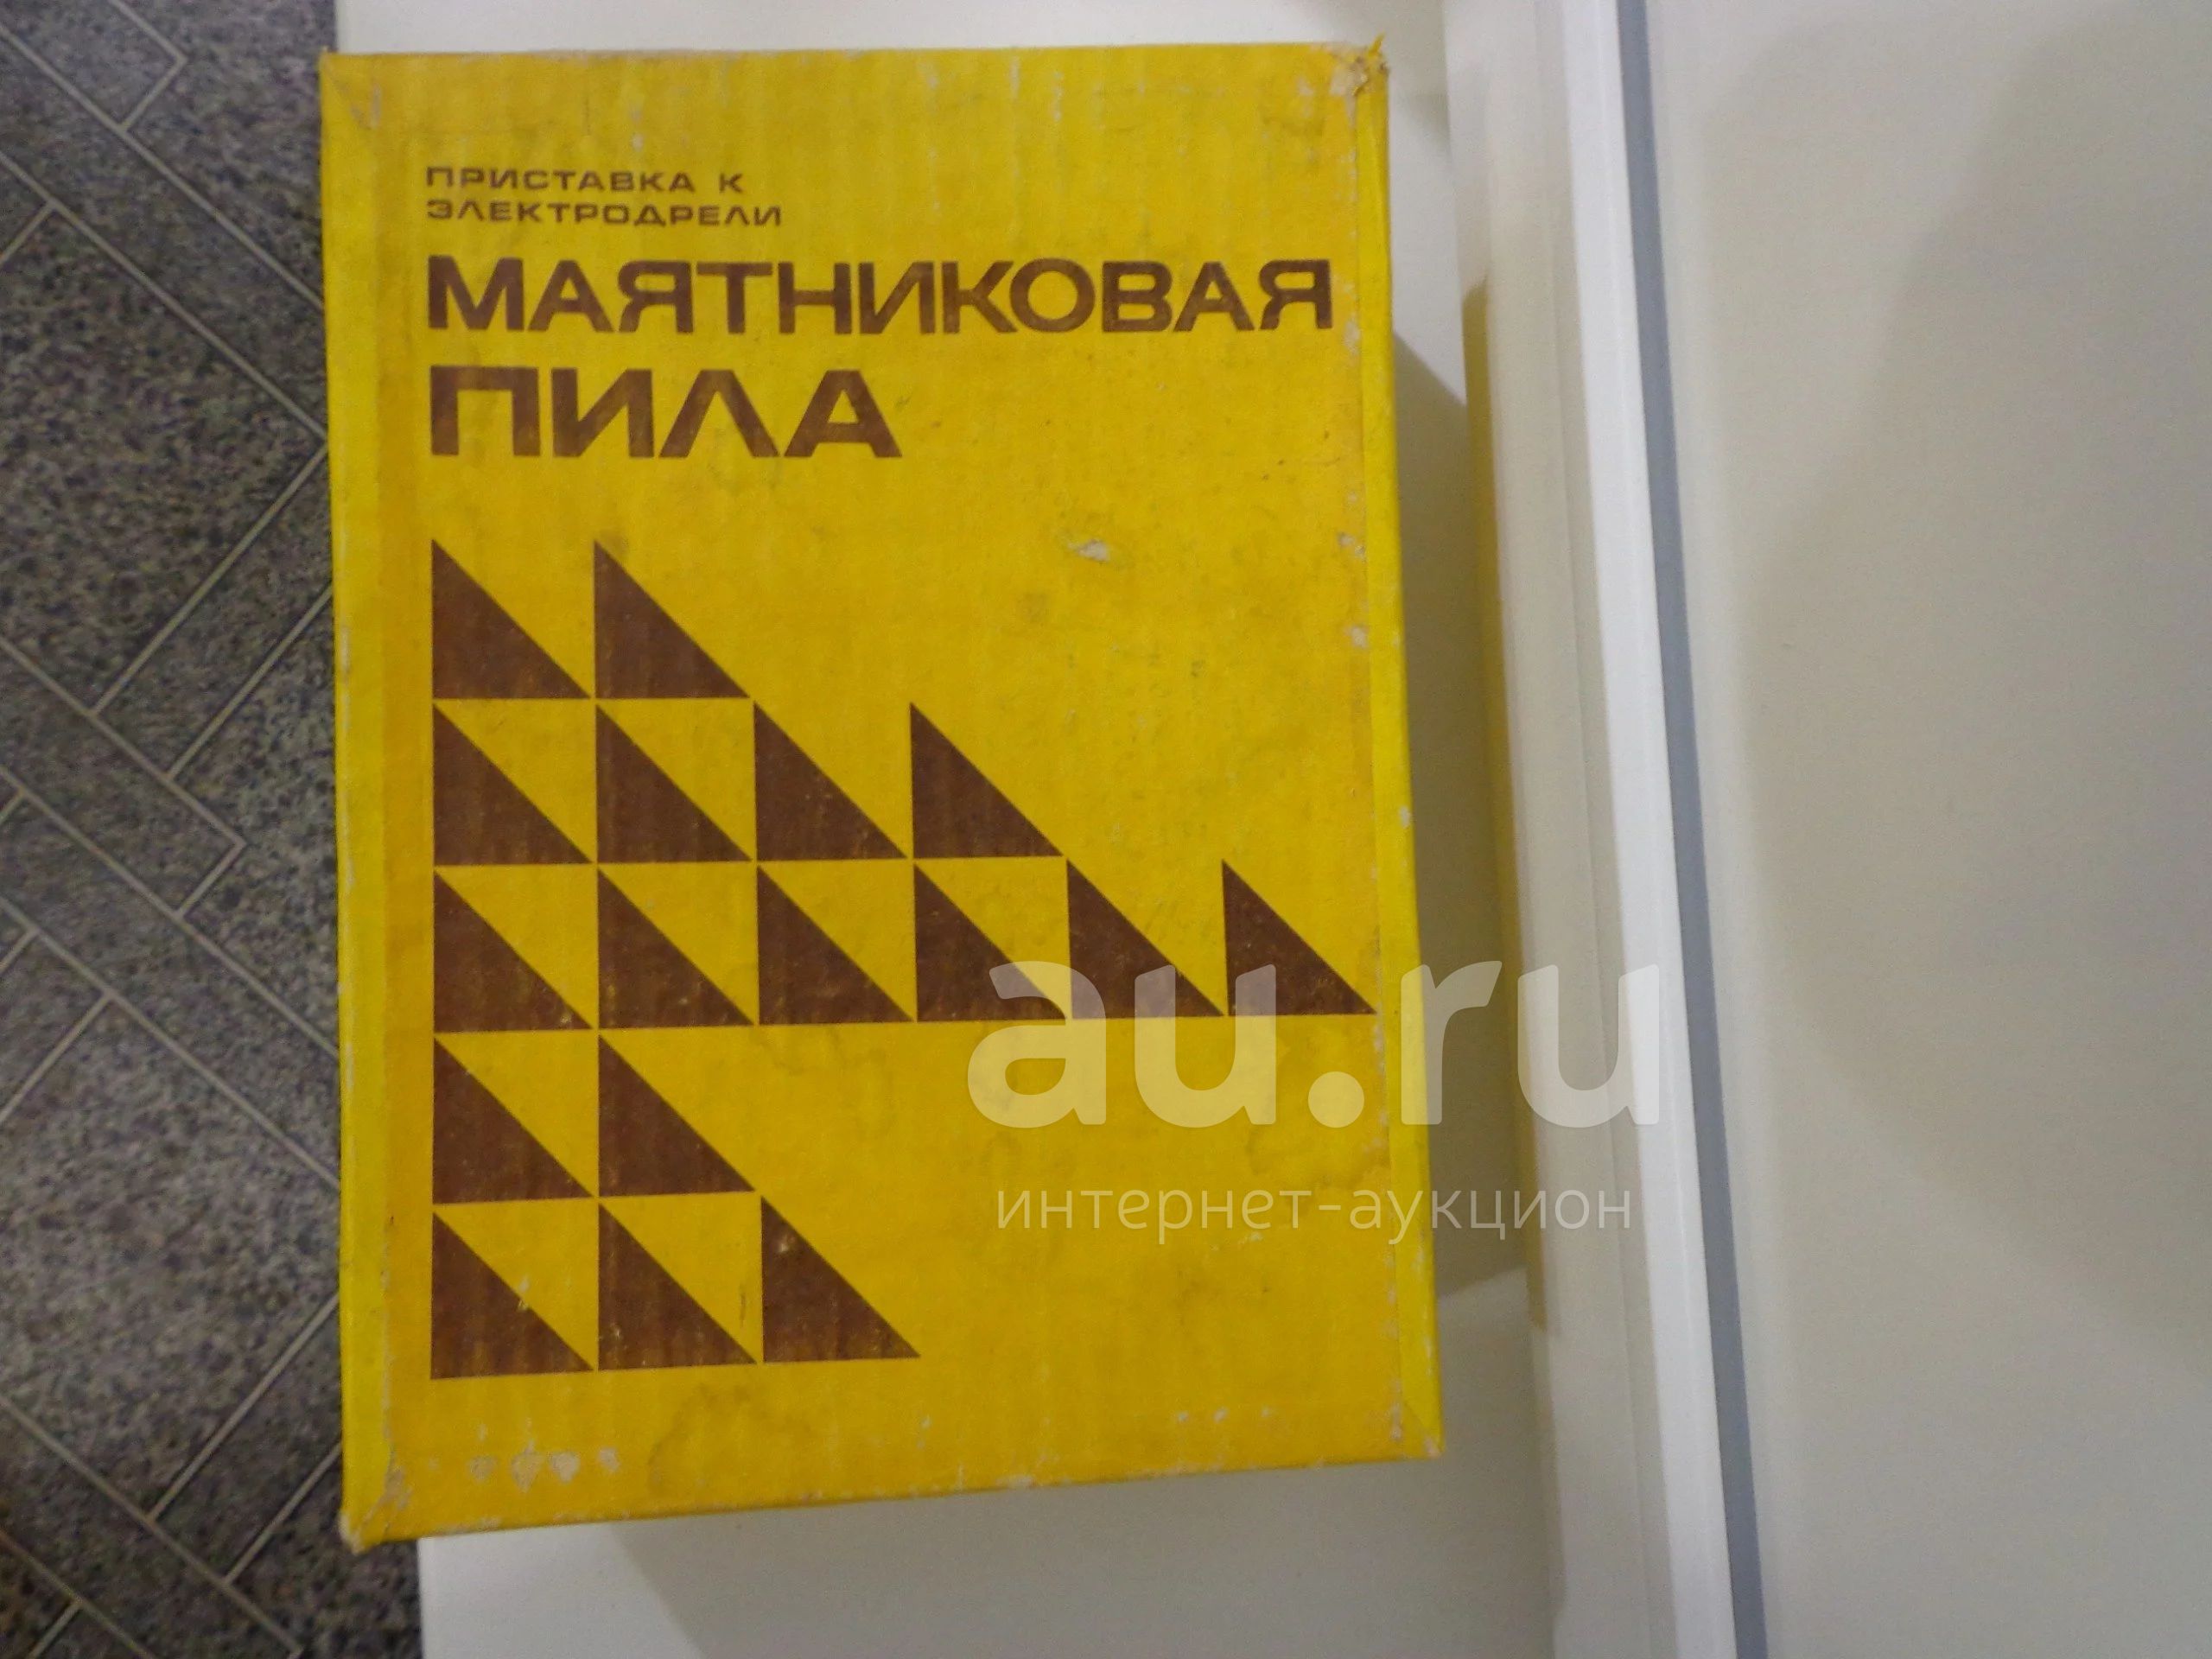 ПРИСТАВКА К
ЭЛЕКТРОДРЕЛИ
МАЯТНИКОВАЯ
ПИЛА
au.ru
интернет-аукцион